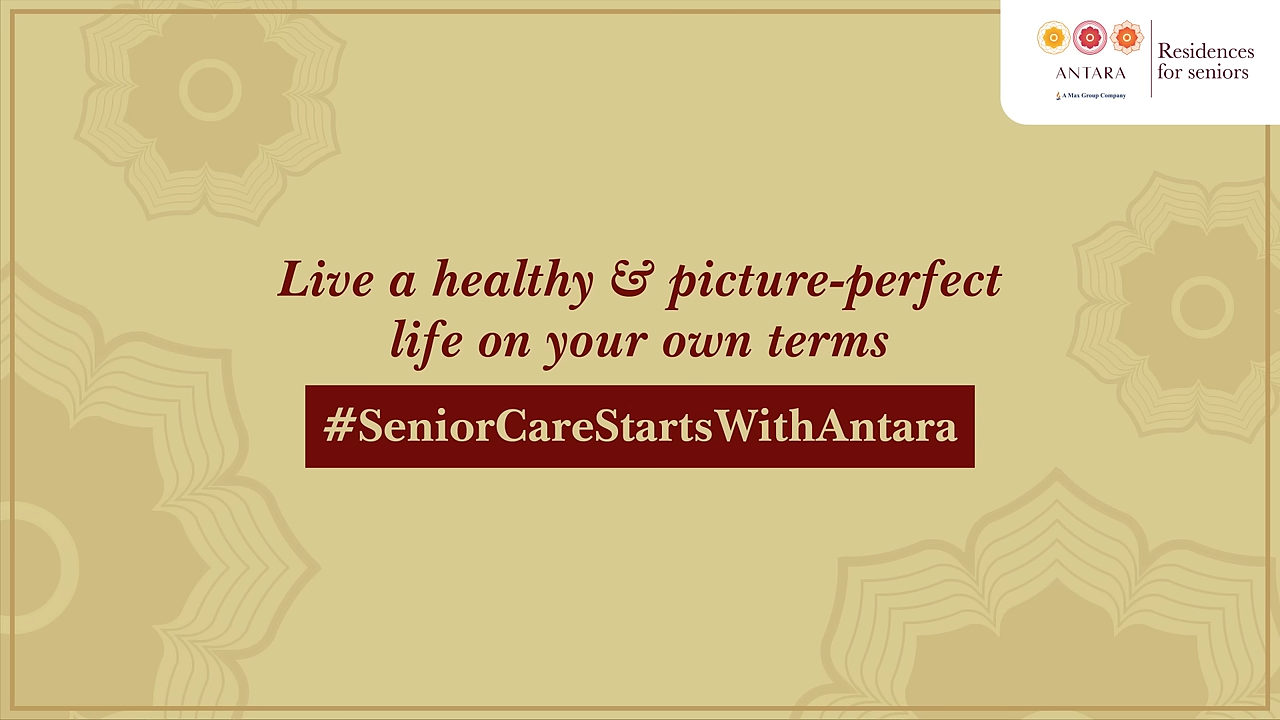 ANTARA
A Max Group Company
Residences
for seniors
Live a healthy & picture-perfect
life on your own terms
#SeniorCareStartsWithAntara